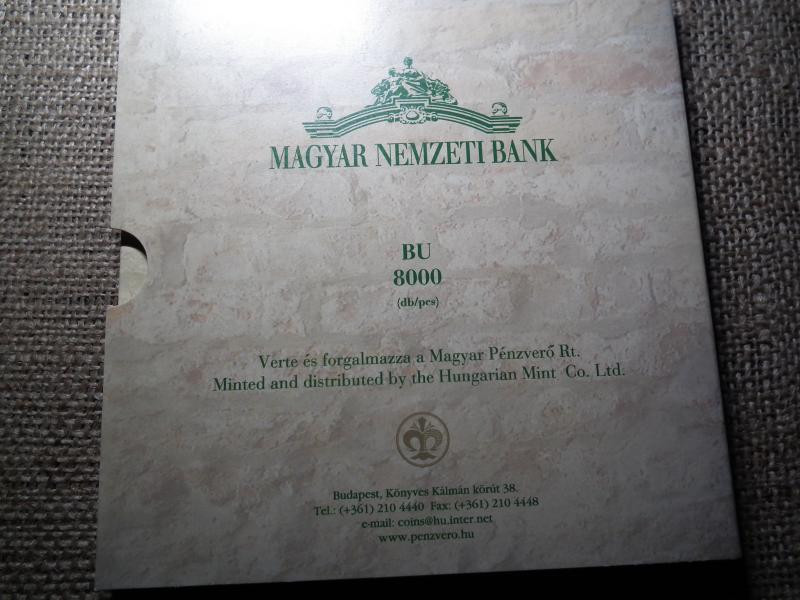 MAGYAR NEMZETI BANK
BU
8000
(db/pcs)
Verte és forgalmazza a Magyar Pénzverő Rt.
Minted and distributed by the Hungarian Mint Co. Ltd.
Budapest, Könyves Kálmán körút 38.
Tel.: (+361) 210 4440 Fax: (+361) 210 4448
e-mail: coins@hu.inter.net
www.penzvero.hu